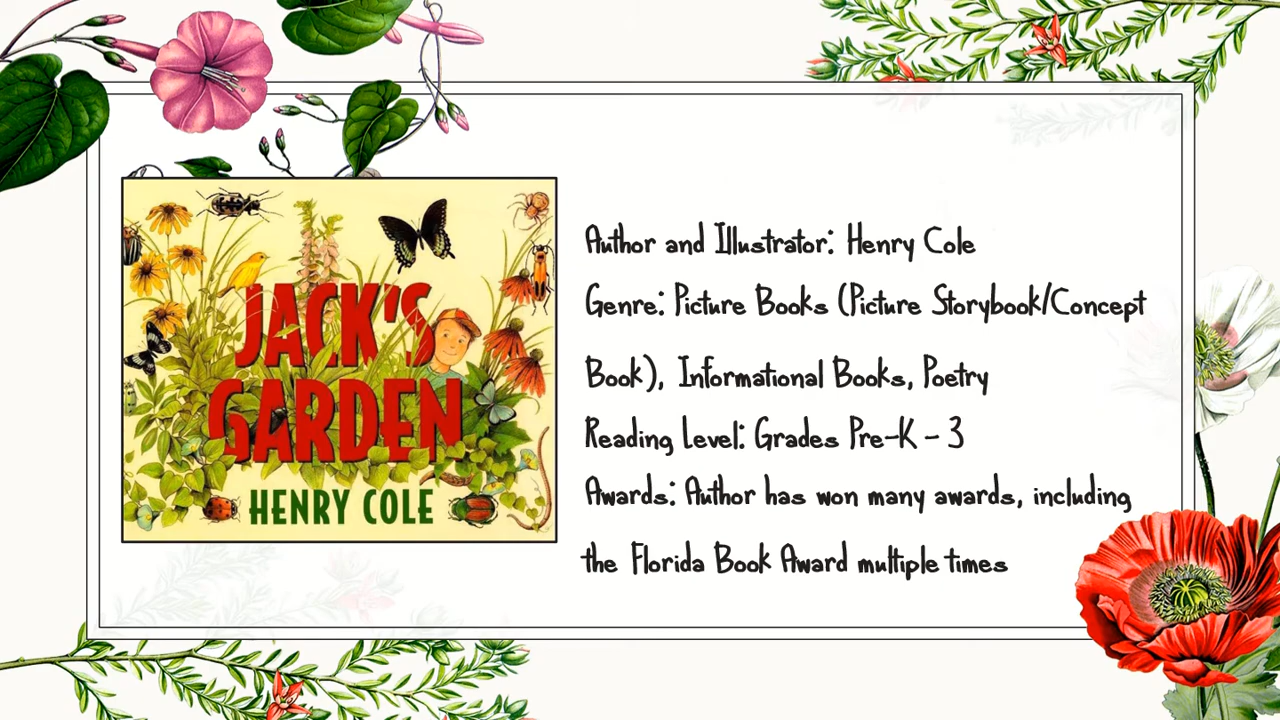 JACK'S
GARDEN
HENRY COLE
Author and Illustrator: Henry Cole
Genre: Picture Books (Picture Storybook/Concept
Book), Informational Books, Poetry
Reading Level: Grades Pre-K - 3
Awards: Author has won many awards, including
the Florida Book Award multiple times